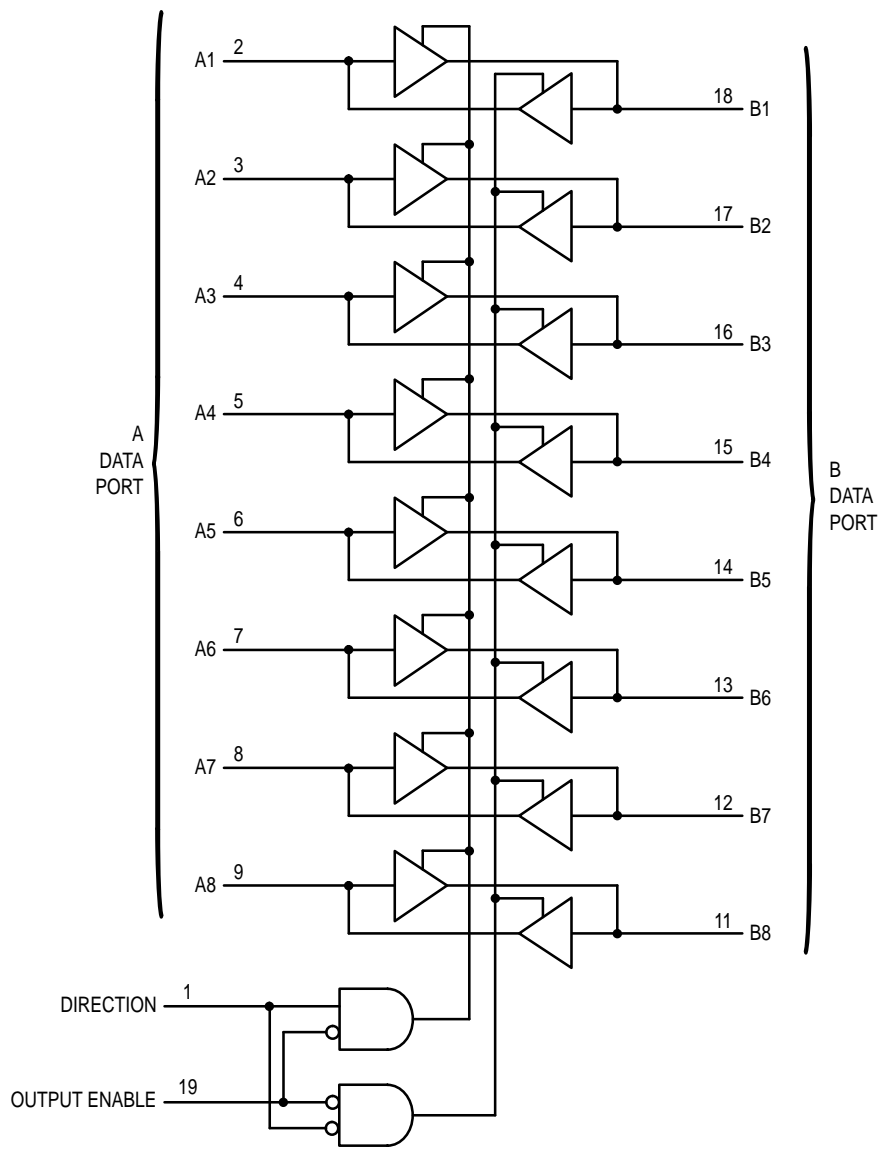 A1 2
18 B1
A2 3
17 B2
A3 4
16 B3
A4 5
15 B4
A
DATA
PORT
B
DATA
PORT
A5 6
14 B5
A6 7
13 B6
A7 8
12 B7
A8 9
11 B8
DIRECTION 1
OUTPUT ENABLE 19